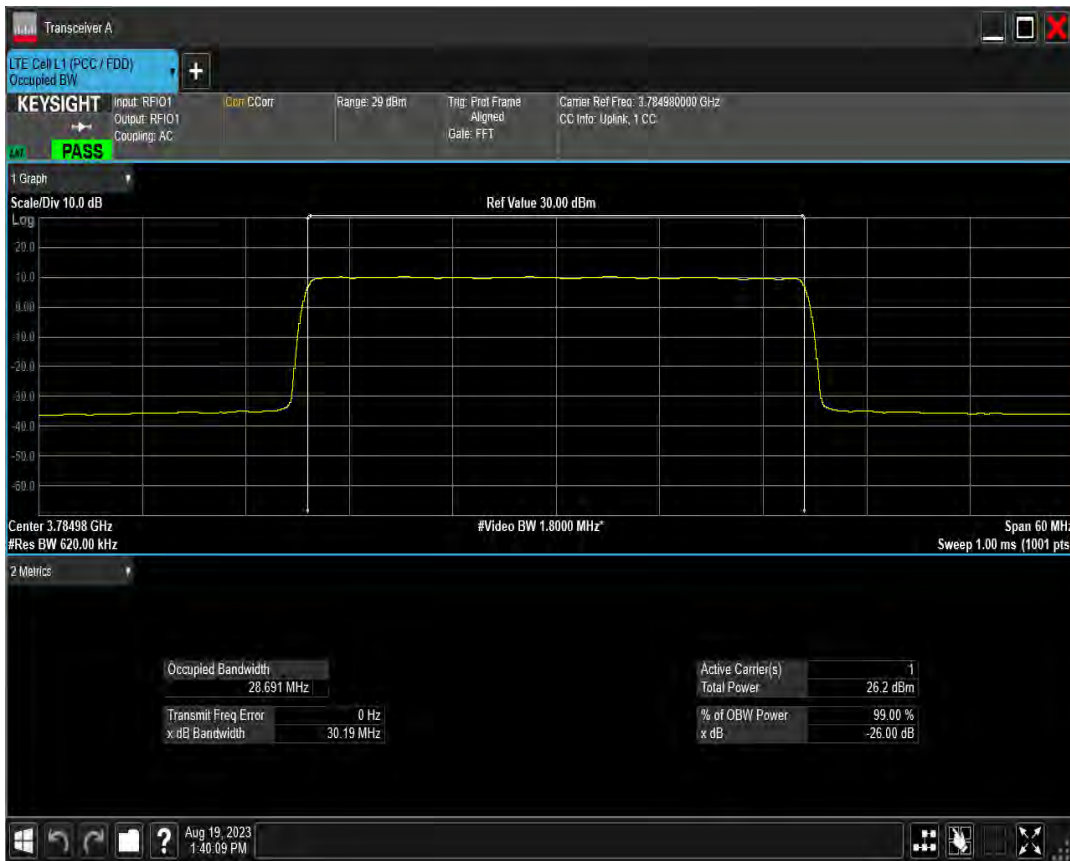 Transceiver A
LTE Cell L1 (PCC / FDD)
Occupied BW
+
KEYSIGHT
Input: RFIO1
Output: RFIO1
Coupling: AC
Corr CCorr
Range: 29 dBm
Trig: Prot Frame
Aligned
Gate: FFT
Carrier Ref Freq: 3.784980000 GHz
CC Info: Uplink, 1 CC
PASS
1 Graph
Scale/Div 10.0 dB
Ref Value 30.00 dBm
Log
20.0
10.0
0.00
-10.0
-20.0
-30.0
-40.0
-50.0
-60.0
Center 3.78498 GHz
#Video BW 1.8000 MHz*
Span 60 MHz
#Res BW 620.00 kHz
Sweep 1.00 ms (1001 pts
2 Metrics
Occupied Bandwidth
28.691 MHz
Transmit Freq Error 0 Hz
x dB Bandwidth 30.19 MHz
Active Carrier(s) 1
Total Power 26.2 dBm
% of OBW Power 99.00 %
x dB -26.00 dB
?
Aug 19, 2023
1:40:09 PM